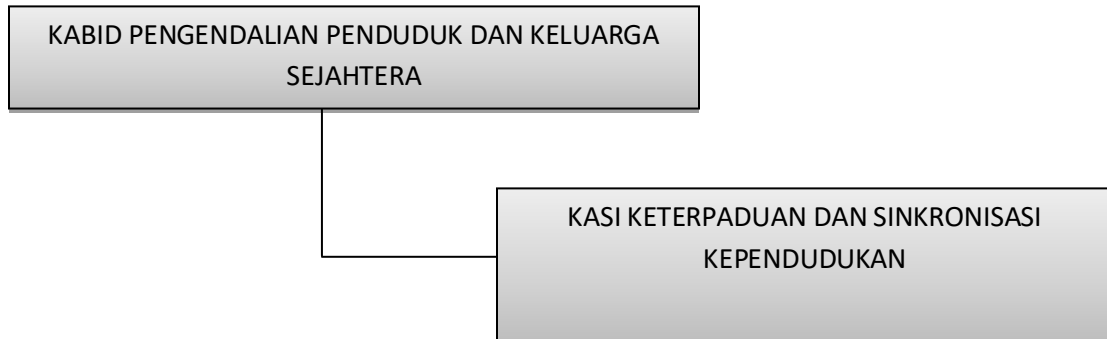 KABID PENGENDALIAN PENDUDUK DAN KELUARGA
SEJAHTERA
KASI KETERPADUAN DAN SINKRONISASI
KEPENDUDUKAN